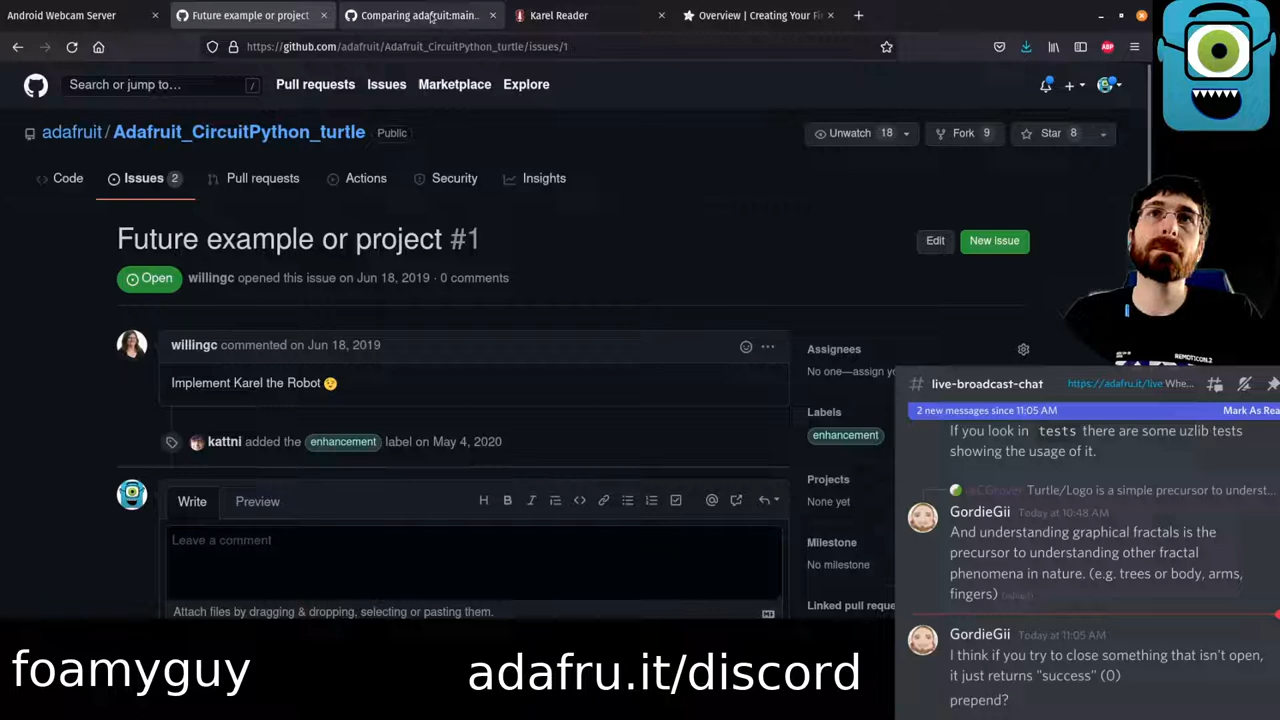 Android Webcam Server
Future example or project
Comparing adafruit:main...
Karel Reader
Overview | Creating Your Fi
https://github.com/adafruit/Adafruit_CircuitPython_turtle/issues/1
ABP
Search or jump to…
/
Pull requests
Issues
Marketplace
Explore
adafruit / Adafruit_CircuitPython_turtle
Public
Unwatch 18
Fork 9
Star 8
Code
Issues 2
Pull requests
Actions
Security
Insights
Future example or project #1
Edit
New issue
Open
willingc opened this issue on Jun 18, 2019 · 0 comments
willingc commented on Jun 18, 2019
Implement Karel the Robot 😉
kattni added the enhancement label on May 4, 2020
Write
Preview
H B I
Leave a comment
Attach files by dragging & dropping, selecting or pasting them.
Assignees
No one—assign yo
Labels
enhancement
Projects
None yet
Milestone
No milestone
Linked pull reque
REMOTICON.2
# live-broadcast-chat
https://adafru.it/live Whe...
2 new messages since 11:05 AM
Mark As Rea
If you look in tests there are some uzlib tests
showing the usage of it.
@CGrover Turtle/Logo is a simple precursor to underst...
GordieGii Today at 10:48 AM
And understanding graphical fractals is the
precursor to understanding other fractal
phenomena in nature. (e.g. trees or body, arms,
fingers) (edited)
GordieGii Today at 11:05 AM
I think if you try to close something that isn't open,
it just returns "success" (0)
prepend?
foamyguy
adafru.it/discord